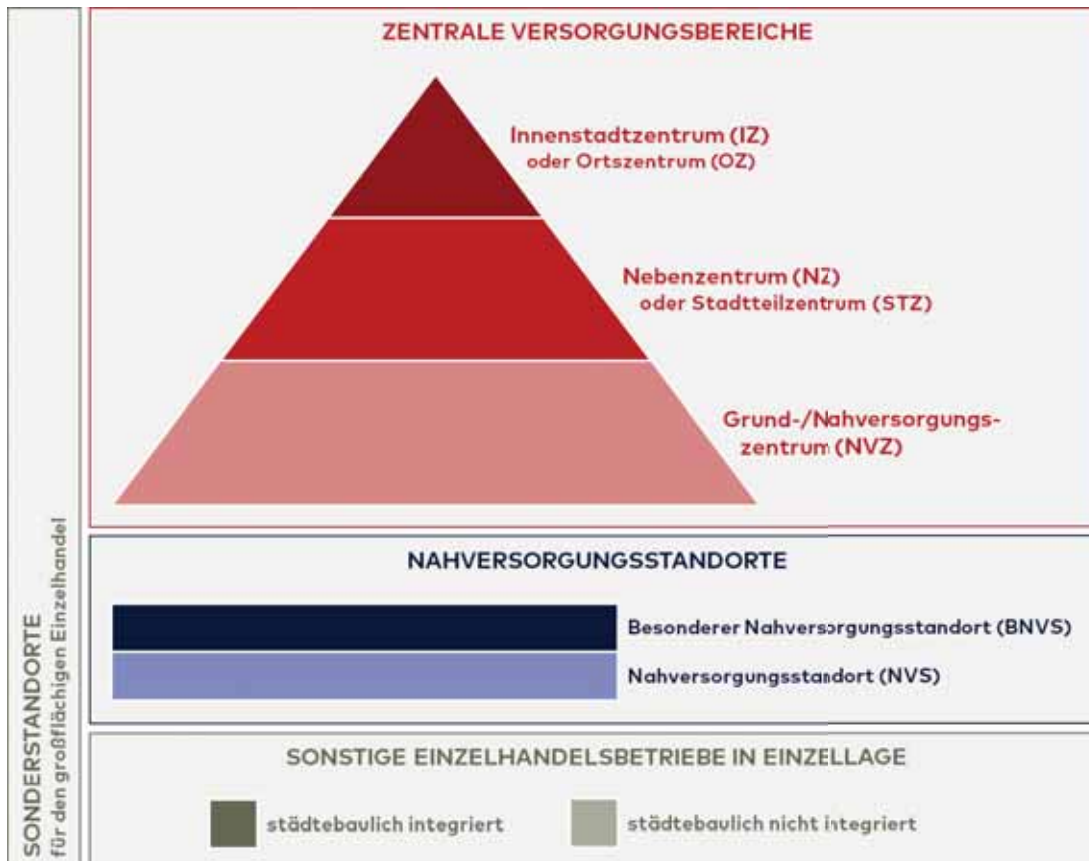 ZENTRALE VERSORGUNGSBEREICHE
Innenstadtzentrum (IZ)
oder Ortszentrum (OZ)
Nebenzentrum (NZ)
oder Stadtteilzentrum (STZ)
Grund-/Nahversorgungs-
zentrum (NVZ)
NAHVERSORGUNGSSTANDORTE
Besonderer Nahversorgungsstandort (BNVS)
Nahversorgungsstandort (NVS)
SONSTIGE EINZELHANDELSBETRIEBE IN EINZELLAGE
städtebaulich integriert
städtebaulich nicht integriert
SONDERSTANDORTE
für den großflächigen Einzelhandel